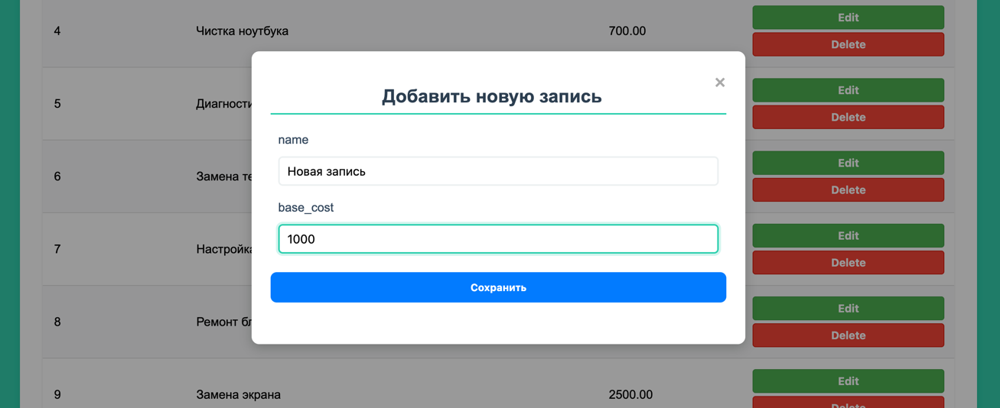 4 Чистка ноутбука 700.00 Edit
Delete
×
Добавить новую запись
5 Диагности Edit
Delete
name
Новая запись
6 Замена те Edit
Delete
base_cost
1000
7 Настройка Edit
Delete
Сохранить
8 Ремонт бл Edit
Delete
9 Замена экрана 2500.00 Edit
Delete